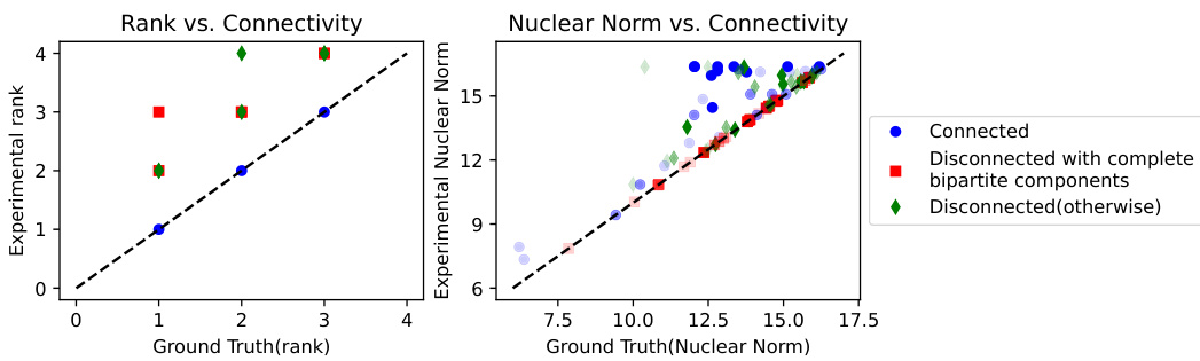 Rank vs. Connectivity
4
3
2
1
0
Experimental rank
0 1 2 3 4
Ground Truth(rank)
Nuclear Norm vs. Connectivity
15
12
9
6
Experimental Nuclear Norm
7.5 10.0 12.5 15.0 17.5
Ground Truth(Nuclear Norm)
Connected
Disconnected with complete
bipartite components
Disconnected(otherwise)